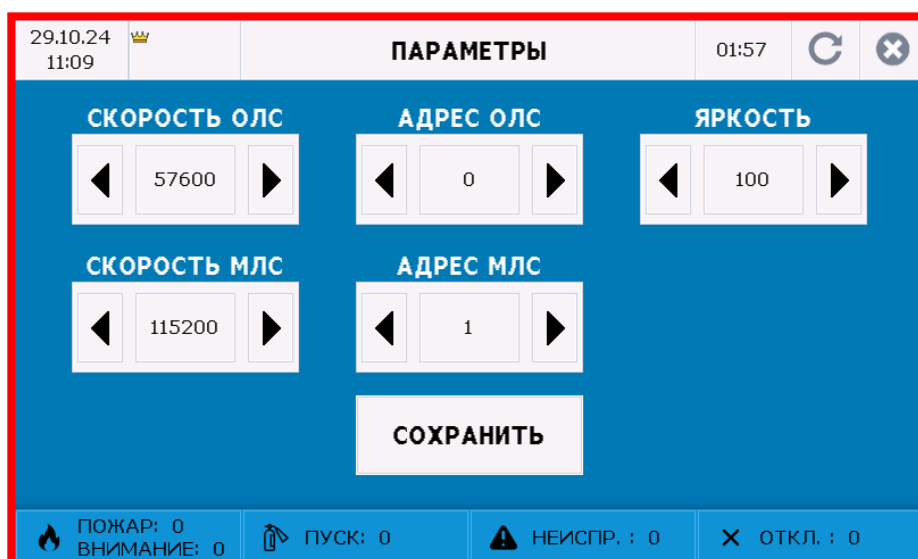 29.10.24
11:09
ПАРАМЕТРЫ
01:57
СКОРОСТЬ ОЛС
АДРЕС ОЛС
ЯРКОСТЬ
57600
0
100
СКОРОСТЬ МЛС
АДРЕС МЛС
115200
1
СОХРАНИТЬ
ПОЖАР: 0
ВНИМАНИЕ: 0
ПУСК: 0
НЕИСПР. : 0
ОТКЛ. : 0